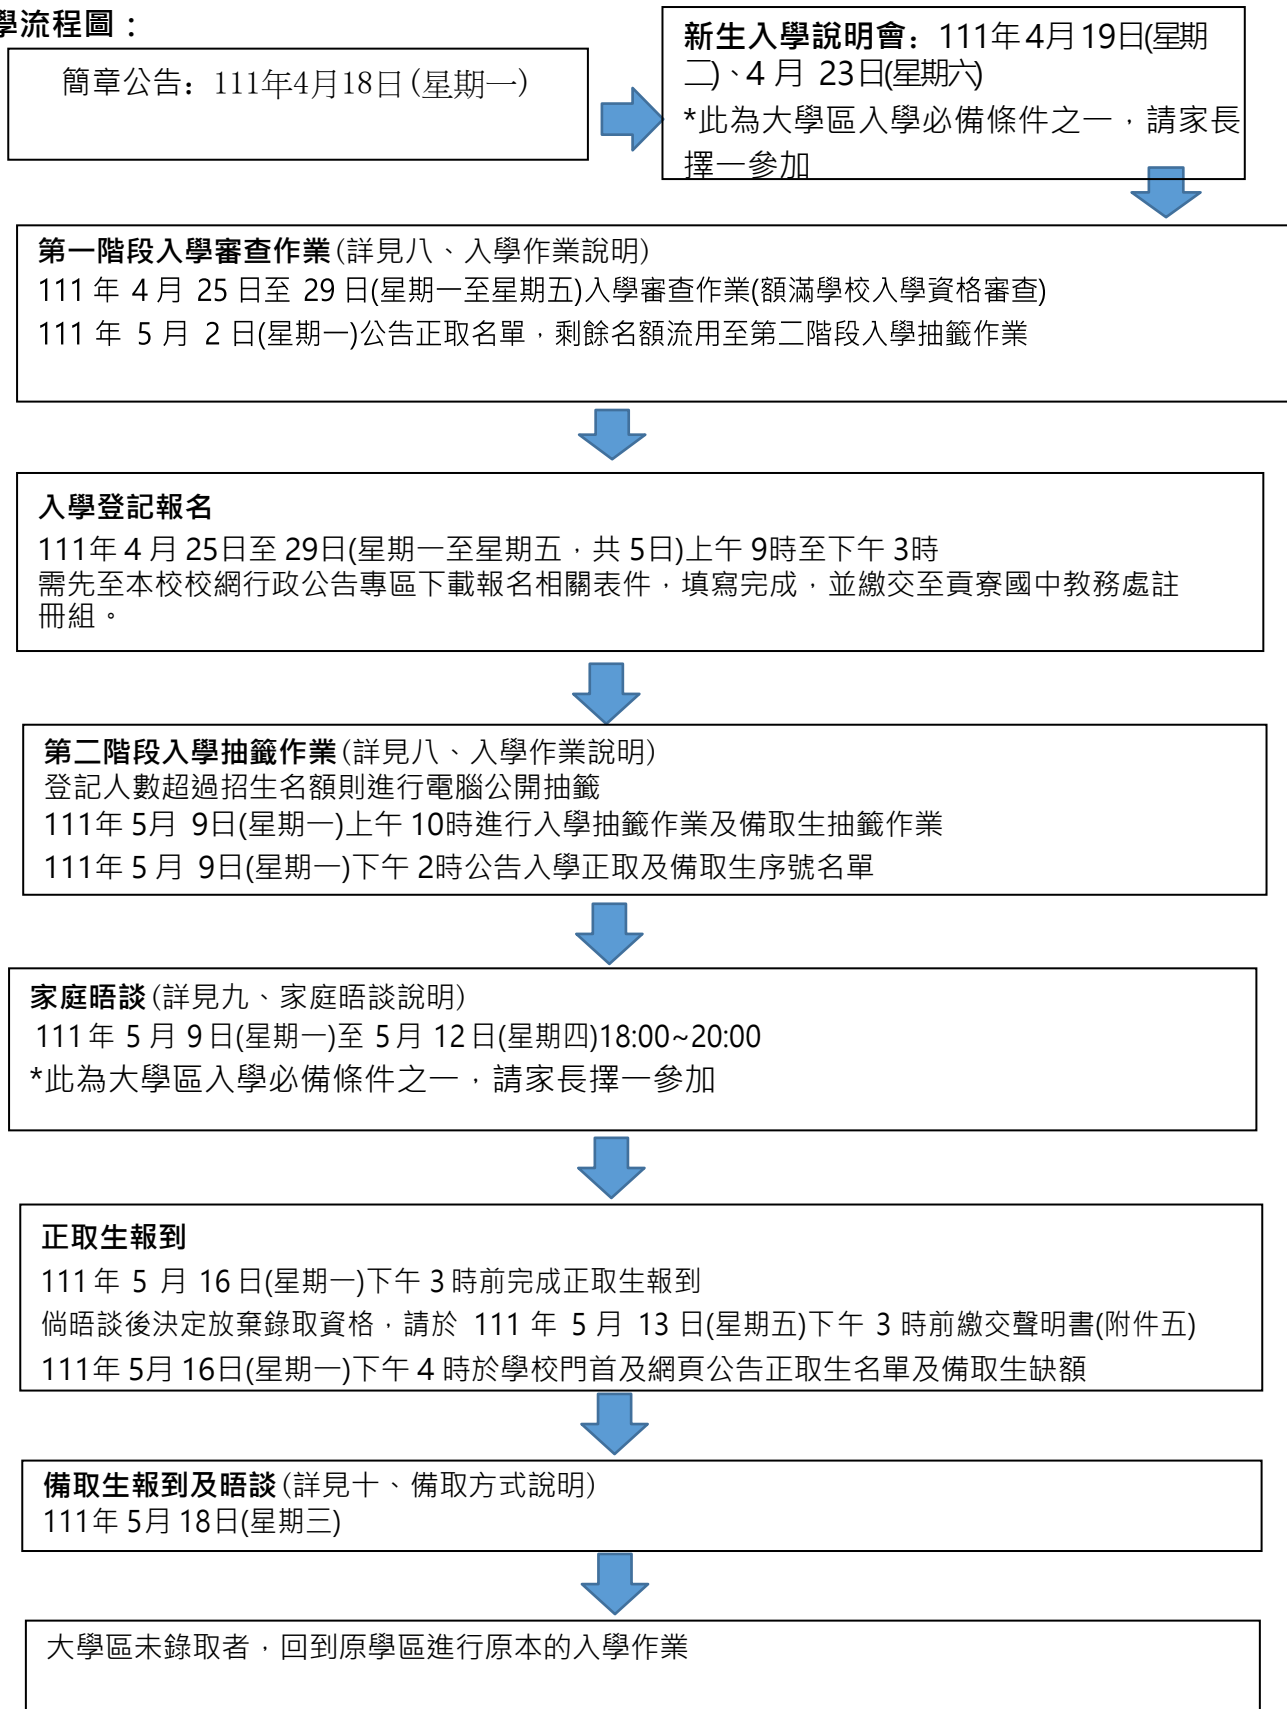 學流程圖：
簡章公告：111年4月18日(星期一)
新生入學說明會：111年4月19日(星期
二)、4 月 23日(星期六)
*此為大學區入學必備條件之一，請家長
擇一參加
第一階段入學審查作業(詳見八、入學作業說明)
111 年 4 月 25 日至 29 日(星期一至星期五)入學審查作業(額滿學校入學資格審查)
111 年 5 月 2 日(星期一)公告正取名單，剩餘名額流用至第二階段入學抽籤作業
入學登記報名
111年 4 月 25日至 29日(星期一至星期五，共 5日)上午 9時至下午 3時
需先至本校校網行政公告專區下載報名相關表件，填寫完成，並繳交至貢寮國中教務處註
冊組。
第二階段入學抽籤作業(詳見八、入學作業說明)
登記人數超過招生名額則進行電腦公開抽籤
111年 5月 9日(星期一)上午 10時進行入學抽籤作業及備取生抽籤作業
111年 5 月 9日(星期一)下午 2時公告入學正取及備取生序號名單
家庭晤談(詳見九、家庭晤談說明)
111 年 5 月 9 日(星期一)至 5 月 12 日(星期四)18:00~20:00
*此為大學區入學必備條件之一，請家長擇一參加
正取生報到
111 年 5 月 16 日(星期一)下午 3 時前完成正取生報到
倘晤談後決定放棄錄取資格，請於 111 年 5 月 13 日(星期五)下午 3 時前繳交聲明書(附件五)
111年 5月 16日(星期一)下午 4 時於學校門首及網頁公告正取生名單及備取生缺額
備取生報到及晤談(詳見十、備取方式說明)
111年 5月 18日(星期三)
大學區未錄取者，回到原學區進行原本的入學作業